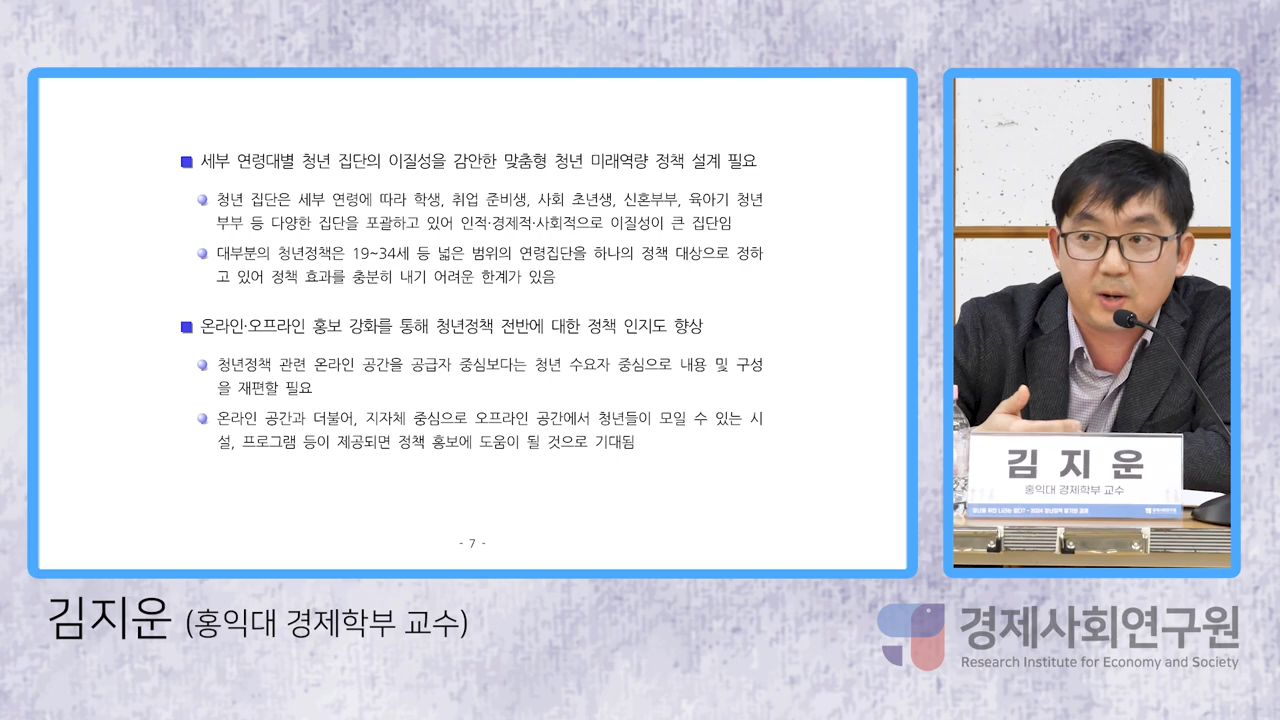 세부 연령대별 청년 집단의 이질성을 감안한 맞춤형 청년 미래역량 정책 설계 필요
청년 집단은 세부 연령에 따라 학생, 취업 준비생, 사회 초년생, 신혼부부, 육아기 청년
부부 등 다양한 집단을 포괄하고 있어 인적·경제적·사회적으로 이질성이 큰 집단임
대부분의 청년정책은 19~34세 등 넓은 범위의 연령집단을 하나의 정책 대상으로 정하
고 있어 정책 효과를 충분히 내기 어려운 한계가 있음
온라인·오프라인 홍보 강화를 통해 청년정책 전반에 대한 정책 인지도 향상
청년정책 관련 온라인 공간을 공급자 중심보다는 청년 수요자 중심으로 내용 및 구성
을 재편할 필요
온라인 공간과 더불어, 지자체 중심으로 오프라인 공간에서 청년들이 모일 수 있는 시
설, 프로그램 등이 제공되면 정책 홍보에 도움이 될 것으로 기대됨
- 7 -
김 지 운
홍익대 경제학부 교수
김지운 (홍익대 경제학부 교수)
경제사회연구원
Research Institute for Economy and Society